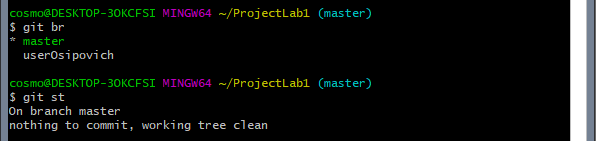 cosmo@DESKTOP-3OKCFSI MINGW64 ~/ProjectLab1 (master)
$ git br
* master
  userOsipovich

cosmo@DESKTOP-3OKCFSI MINGW64 ~/ProjectLab1 (master)
$ git st
On branch master
nothing to commit, working tree clean